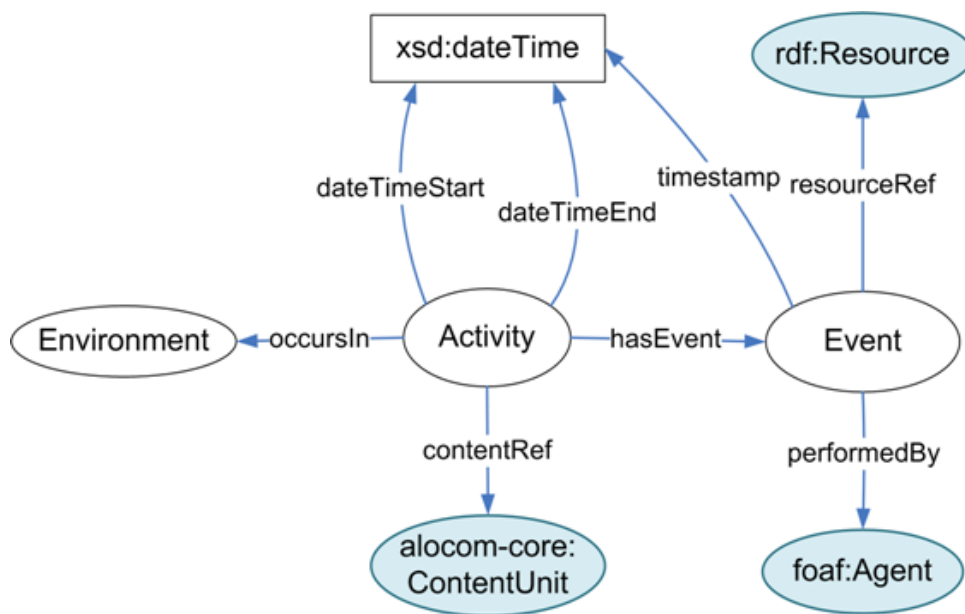 xsd:dateTime
rdf:Resource
dateTimeStart
timestamp
resourceRef
dateTimeEnd
Environment
occursIn
Activity
hasEvent
Event
contentRef
performedBy
alocom-core:
ContentUnit
foaf:Agent